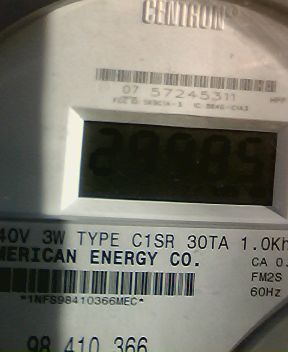 CENTRON®
07 57245311
40V 3W TYPE C1SR 30TA 1.0Kh
MERICAN ENERGY CO.
CA 0.
FM2S
*1NFS98410366MEC*
60Hz
98 410 366